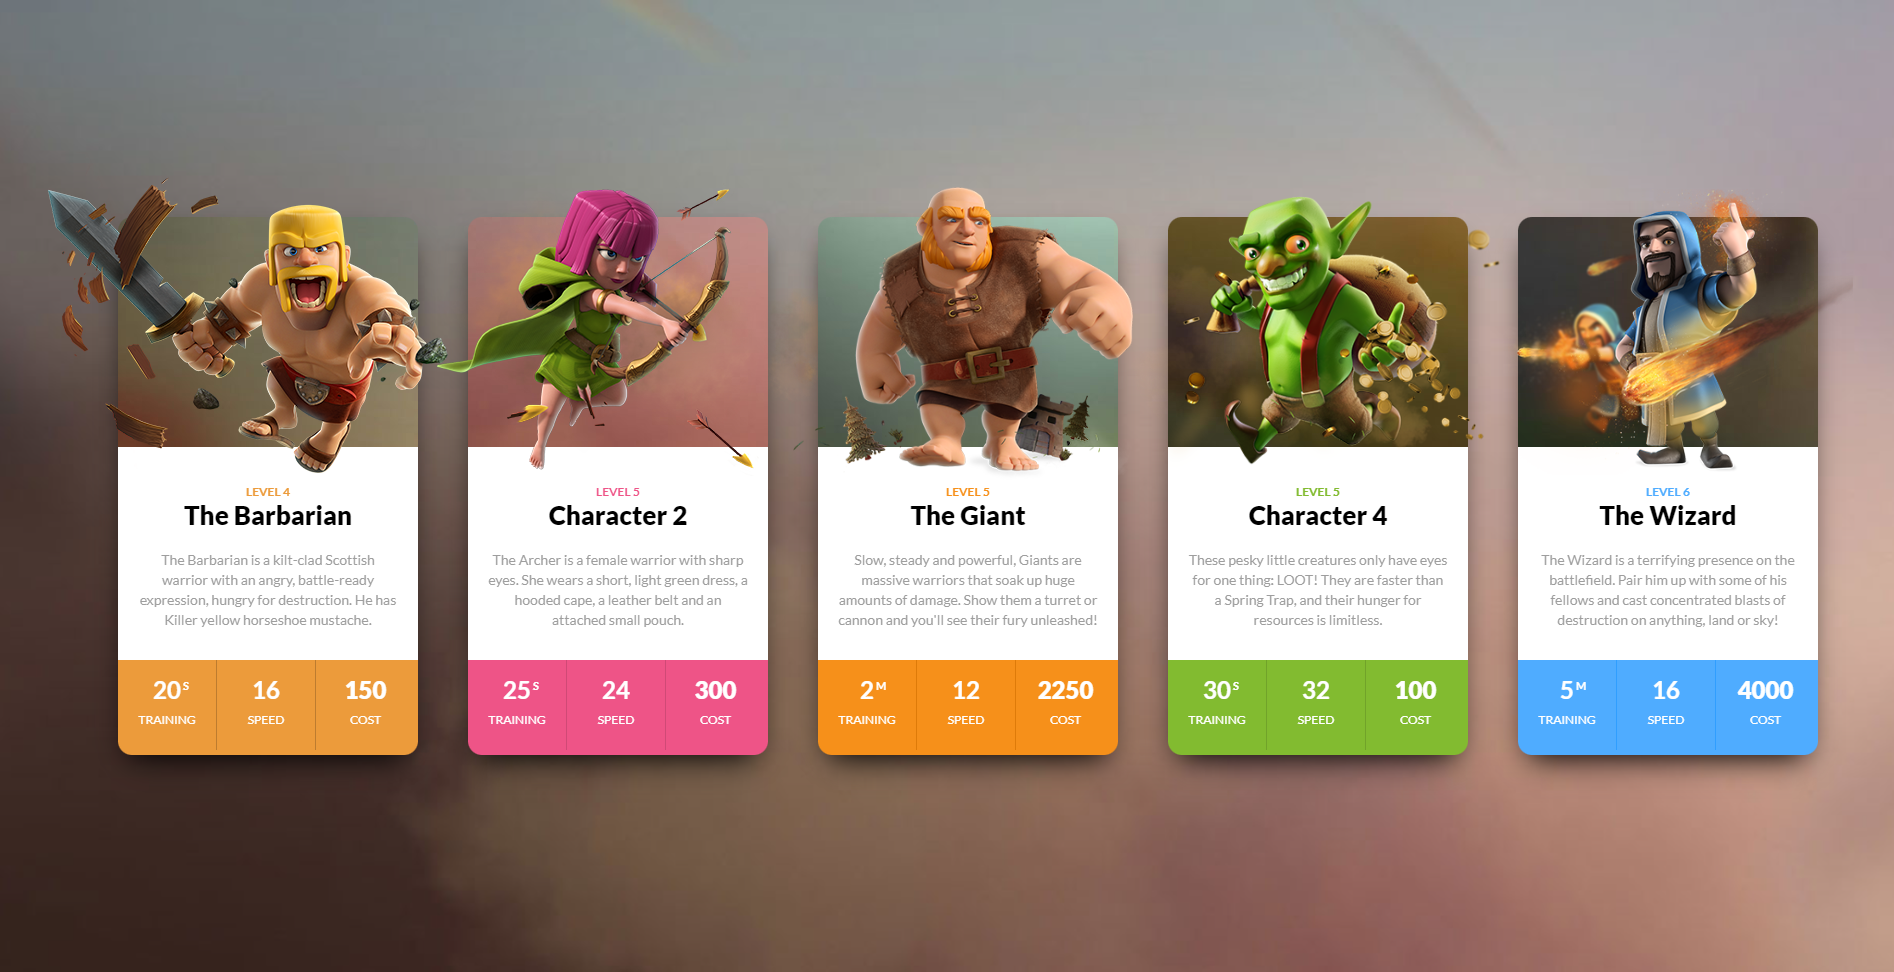 LEVEL 4
The Barbarian
The Barbarian is a kilt-clad Scottish
warrior with an angry, battle-ready
expression, hungry for destruction. He has
Killer yellow horseshoe mustache.
20 S
TRAINING
16
SPEED
150
COST
LEVEL 5
Character 2
The Archer is a female warrior with sharp
eyes. She wears a short, light green dress, a
hooded cape, a leather belt and an
attached small pouch.
25 S
TRAINING
24
SPEED
300
COST
LEVEL 5
The Giant
Slow, steady and powerful, Giants are
massive warriors that soak up huge
amounts of damage. Show them a turret or
cannon and you'll see their fury unleashed!
2 M
TRAINING
12
SPEED
2250
COST
LEVEL 5
Character 4
These pesky little creatures only have eyes
for one thing: LOOT! They are faster than
a Spring Trap, and their hunger for
resources is limitless.
30 S
TRAINING
32
SPEED
100
COST
LEVEL 6
The Wizard
The Wizard is a terrifying presence on the
battlefield. Pair him up with some of his
fellows and cast concentrated blasts of
destruction on anything, land or sky!
5 M
TRAINING
16
SPEED
4000
COST